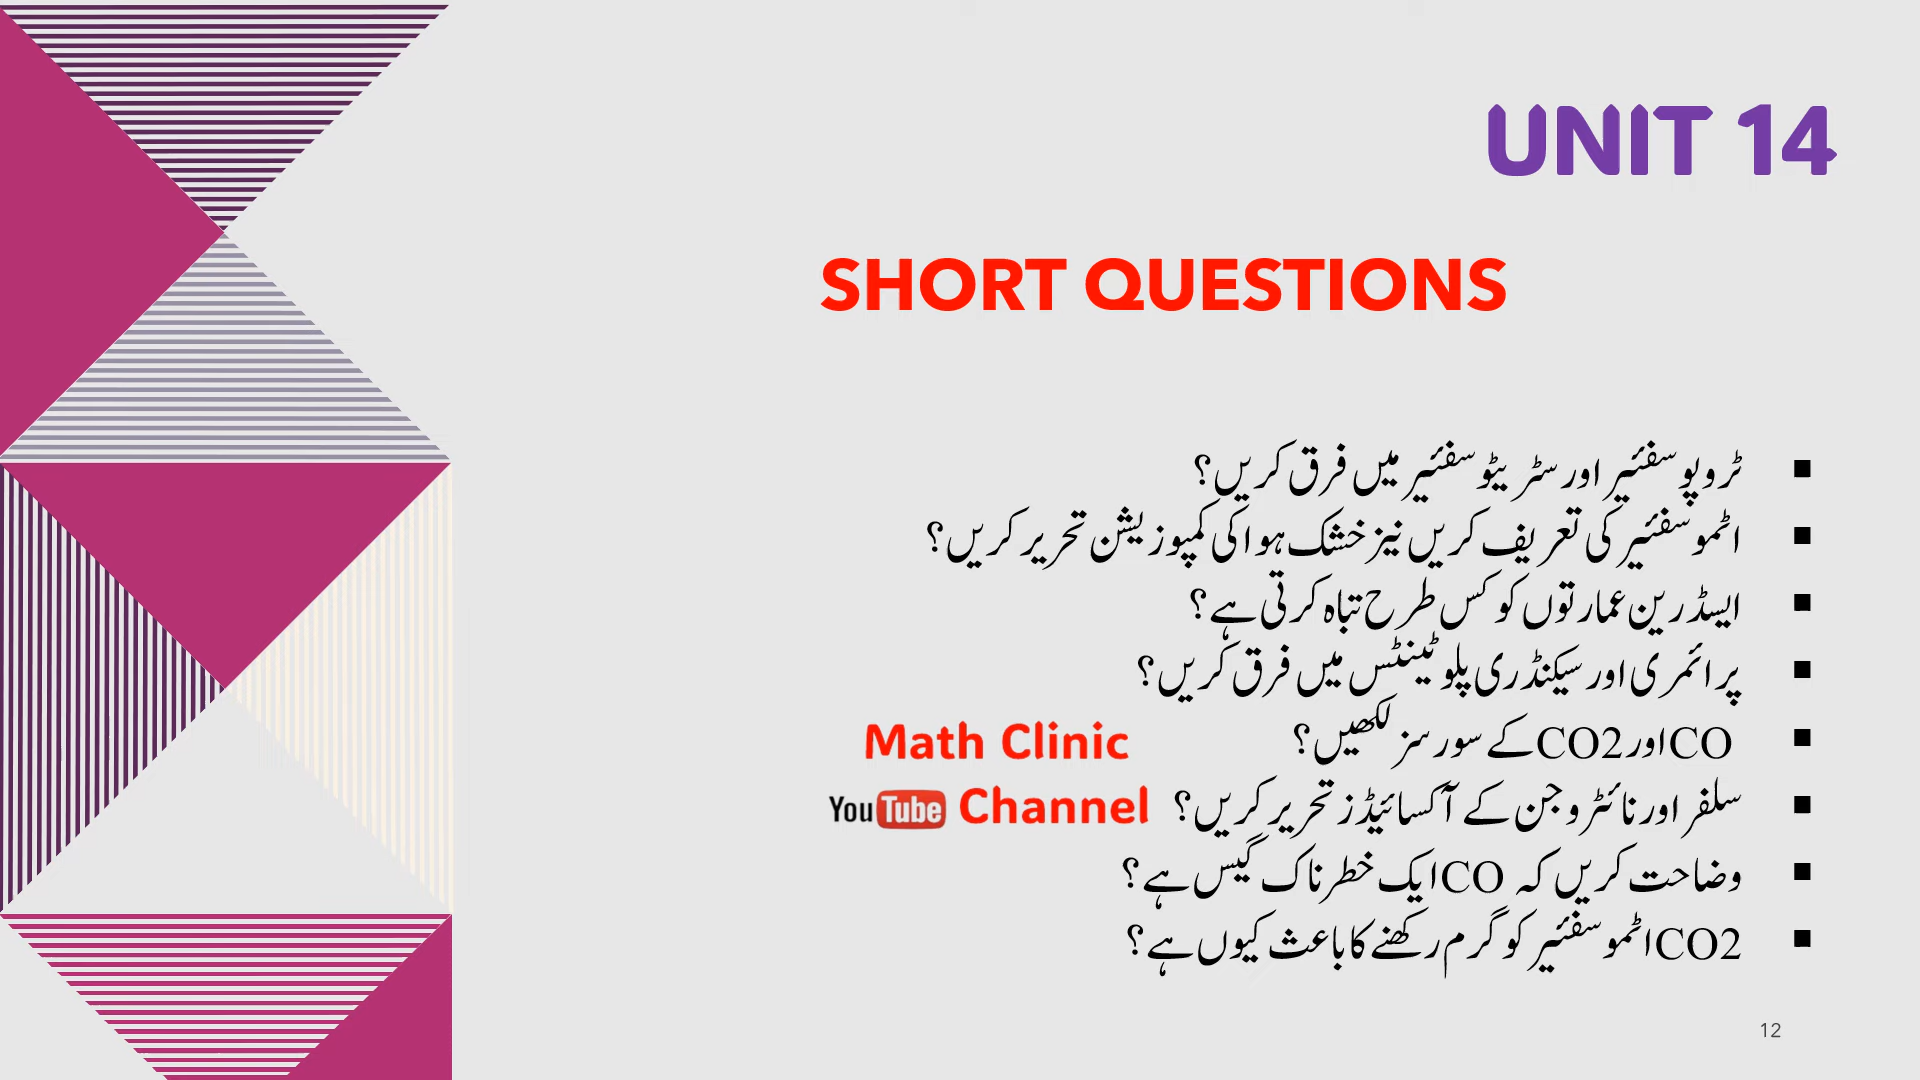 UNIT 14
SHORT QUESTIONS
▪ ٹروپوسفئیر اور سٹریٹوسفئیر میں فرق کریں؟
▪ اٹموسفئیر کی تعریف کریں نیز خشک ہوا کی کمپوزیشن تحریر کریں؟
▪ ایسڈ رین عمارتوں کو کس طرح تباہ کرتی ہے؟
▪ پرائمری اور سیکنڈری پلوٹینٹس میں فرق کریں؟
▪ CO اور CO2 کے سورسز لکھیں؟
▪ سلفر اور نائٹروجن کے آکسائیڈز تحریر کریں؟
▪ وضاحت کریں کہ CO ایک خطرناک گیس ہے؟
▪ CO2 اٹموسفئیر کو گرم رکھنے کا باعث کیوں ہے؟
Math Clinic
YouTube Channel
12